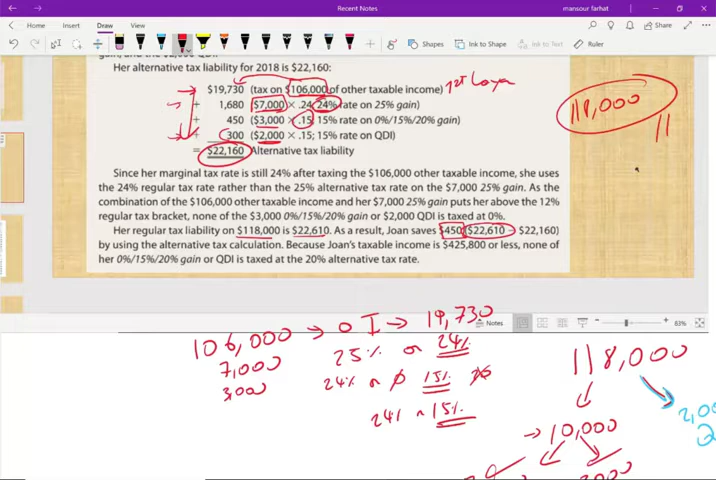 Recent Notes
mansour farhat
Home Insert Draw View
Share
Shapes Ink to Shape Ink to Text Ruler
Her alternative tax liability for 2018 is $22,160:
$19,730 (tax on $106,000 of other taxable income) 1st Laya
+ 1,680 $7,000 × .24; 24% rate on 25% gain)
+ 450 ($3,000 × .15; 15% rate on 0%/15%/20% gain)
+ 300 ($2,000 × .15; 15% rate on QDI)
= $22,160 Alternative tax liability
118,000
Since her marginal tax rate is still 24% after taxing the $106,000 other taxable income, she uses
the 24% regular tax rate rather than the 25% alternative tax rate on the $7,000 25% gain. As the
combination of the $106,000 other taxable income and her $7,000 25% gain puts her above the 12%
regular tax bracket, none of the $3,000 0%/15%/20% gain or $2,000 QDI is taxed at 0%.
Her regular tax liability on $118,000 is $22,610. As a result, Joan saves $450 ($22,610 – $22,160)
by using the alternative tax calculation. Because Joan's taxable income is $425,800 or less, none of
her 0%/15%/20% gain or QDI is taxed at the 20% alternative tax rate.
Notes 83%
106,000 → O I → 19,730
7,000 25% or 24%
3,000 24% or 0 15% 20
24% or 15%
118,000
→ 10,000